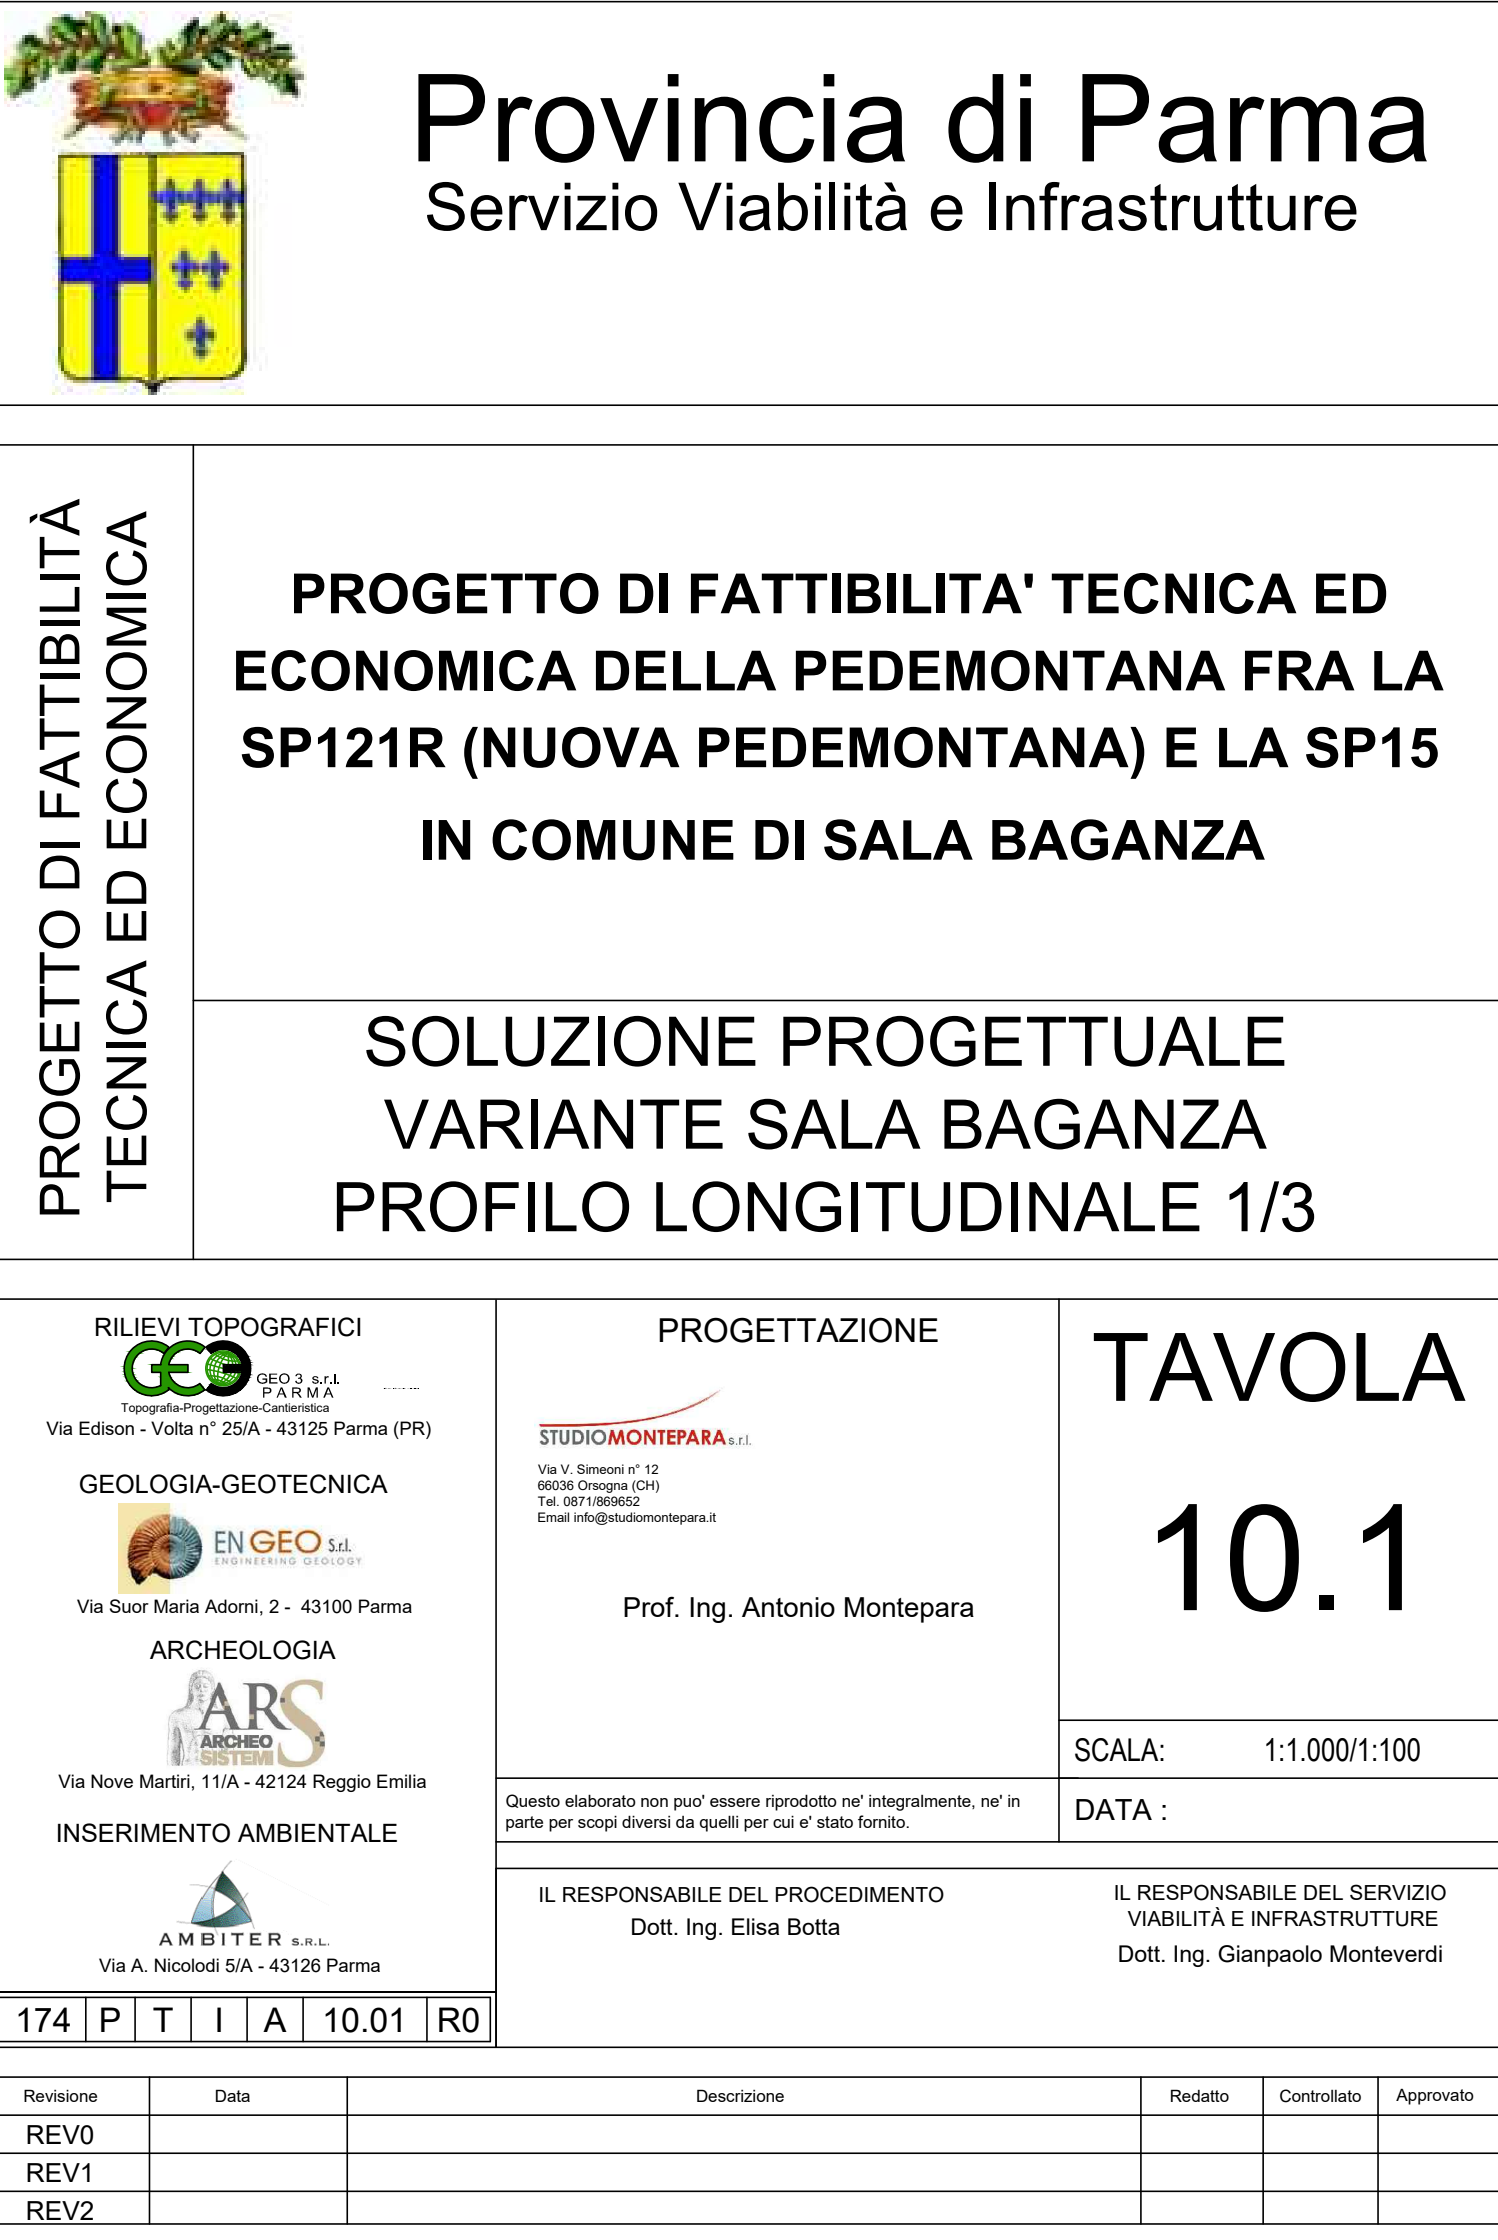 Provincia di Parma
Servizio Viabilità e Infrastrutture
PROGETTO DI FATTIBILITÀ
TECNICA ED ECONOMICA
PROGETTO DI FATTIBILITA' TECNICA ED
ECONOMICA DELLA PEDEMONTANA FRA LA
SP121R (NUOVA PEDEMONTANA) E LA SP15
IN COMUNE DI SALA BAGANZA
SOLUZIONE PROGETTUALE
VARIANTE SALA BAGANZA
PROFILO LONGITUDINALE 1/3
RILIEVI TOPOGRAFICI
GEO 3 s.r.l.
PARMA
Topografia-Progettazione-Cantieristica
Via Edison - Volta n° 25/A - 43125 Parma (PR)
GEOLOGIA-GEOTECNICA
ENGEO S.r.l.
ENGINEERING GEOLOGY
Via Suor Maria Adorni, 2 - 43100 Parma
ARCHEOLOGIA
ARS
ARCHEO
SISTEMI
Via Nove Martiri, 11/A - 42124 Reggio Emilia
INSERIMENTO AMBIENTALE
AMBITER S.R.L.
Via A. Nicolodi 5/A - 43126 Parma
174 P T I A 10.01 R0
PROGETTAZIONE
STUDIOMONTEPARA s.r.l.
Via V. Simeoni n° 12
66036 Orsogna (CH)
Tel. 0871/869652
Email info@studiomontepara.it
Prof. Ing. Antonio Montepara
Questo elaborato non puo' essere riprodotto ne' integralmente, ne' in
parte per scopi diversi da quelli per cui e' stato fornito.
TAVOLA
10.1
SCALA: 1:1.000/1:100
DATA :
IL RESPONSABILE DEL PROCEDIMENTO
Dott. Ing. Elisa Botta
IL RESPONSABILE DEL SERVIZIO
VIABILITÀ E INFRASTRUTTURE
Dott. Ing. Gianpaolo Monteverdi
Revisione Data Descrizione Redatto Controllato Approvato
REV0
REV1
REV2